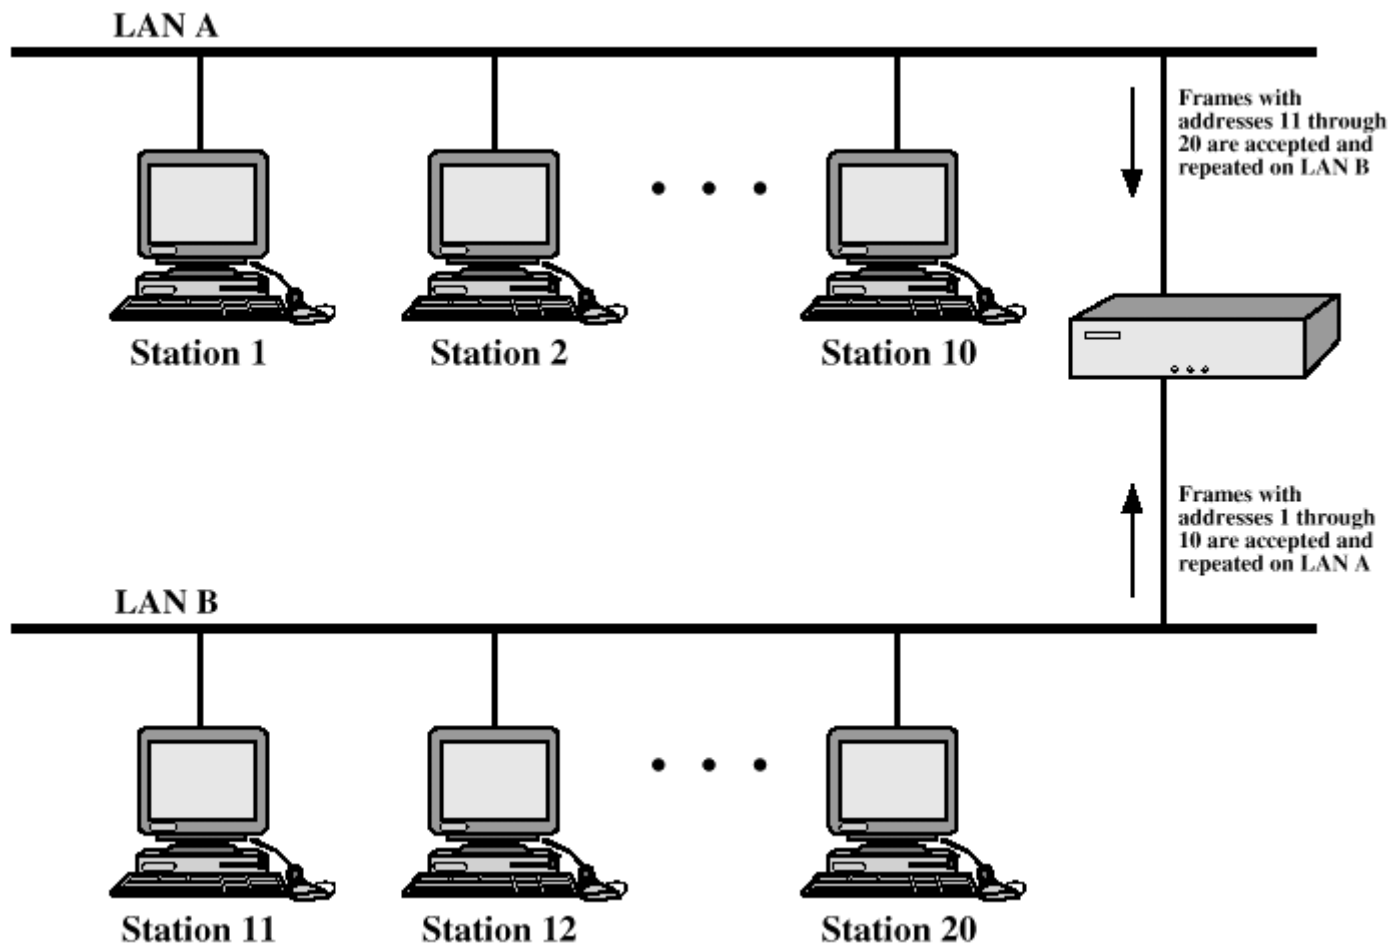 LAN A
Frames with
addresses 11 through
20 are accepted and
repeated on LAN B
Station 1
Station 2
Station 10
Frames with
addresses 1 through
10 are accepted and
repeated on LAN A
LAN B
Station 11
Station 12
Station 20